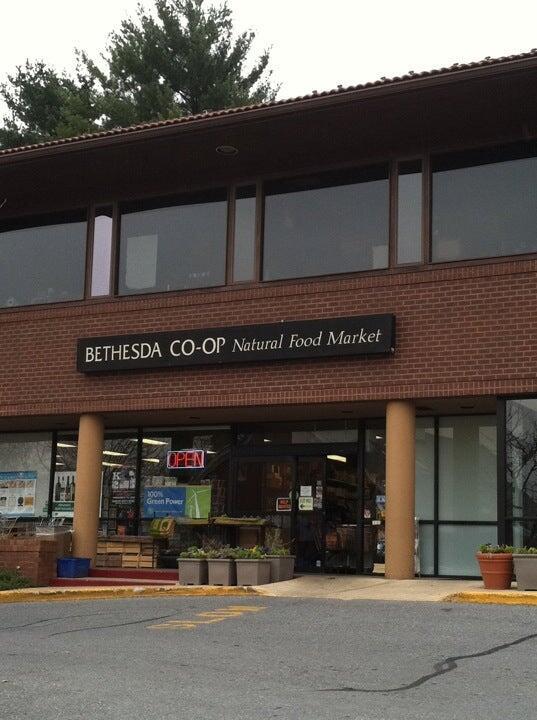 BETHESDA CO-OP Natural Food Market
OPEN
100%
Green Power